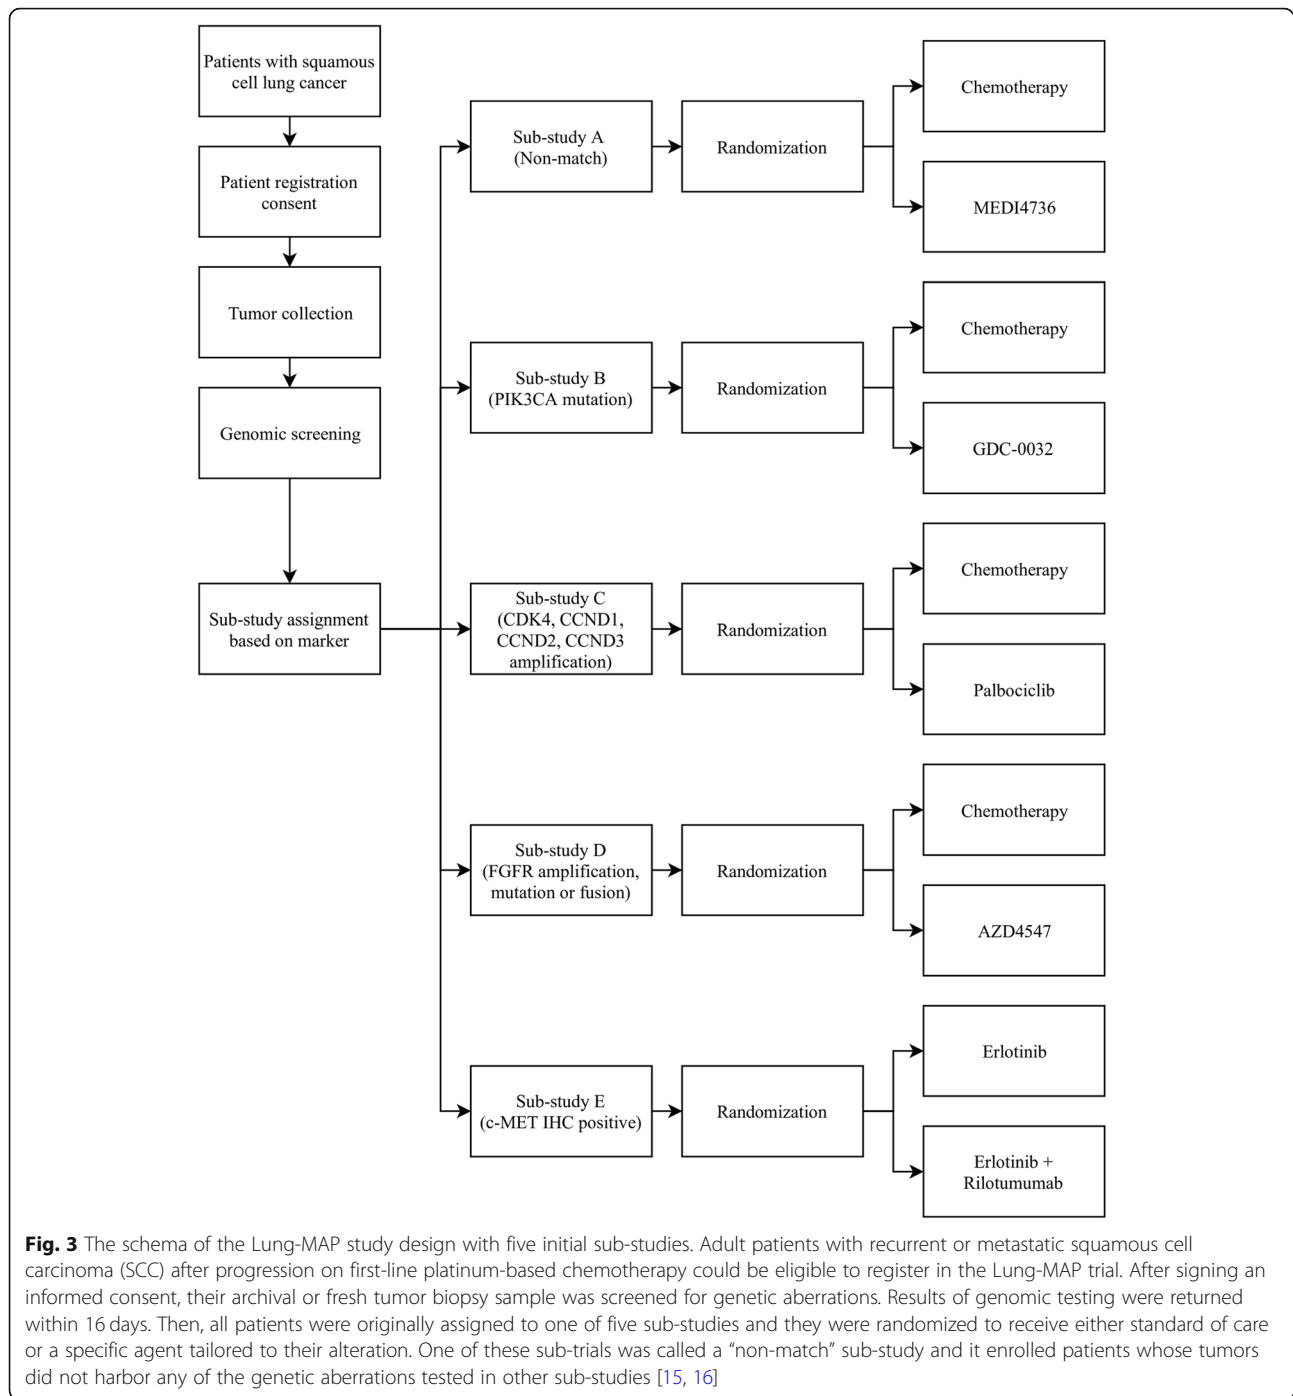 Patients with squamous
cell lung cancer
Patient registration
consent
Tumor collection
Genomic screening
Sub-study assignment
based on marker
Sub-study A
(Non-match)
Randomization
Chemotherapy
MEDI4736
Sub-study B
(PIK3CA mutation)
Randomization
Chemotherapy
GDC-0032
Sub-study C
(CDK4, CCND1,
CCND2, CCND3
amplification)
Randomization
Chemotherapy
Palbociclib
Sub-study D
(FGFR amplification,
mutation or fusion)
Randomization
Chemotherapy
AZD4547
Sub-study E
(c-MET IHC positive)
Randomization
Erlotinib
Erlotinib +
Rilotumumab
Fig. 3 The schema of the Lung-MAP study design with five initial sub-studies. Adult patients with recurrent or metastatic squamous cell
carcinoma (SCC) after progression on first-line platinum-based chemotherapy could be eligible to register in the Lung-MAP trial. After signing an
informed consent, their archival or fresh tumor biopsy sample was screened for genetic aberrations. Results of genomic testing were returned
within 16 days. Then, all patients were originally assigned to one of five sub-studies and they were randomized to receive either standard of care
or a specific agent tailored to their alteration. One of these sub-trials was called a “non-match” sub-study and it enrolled patients whose tumors
did not harbor any of the genetic aberrations tested in other sub-studies [15, 16]